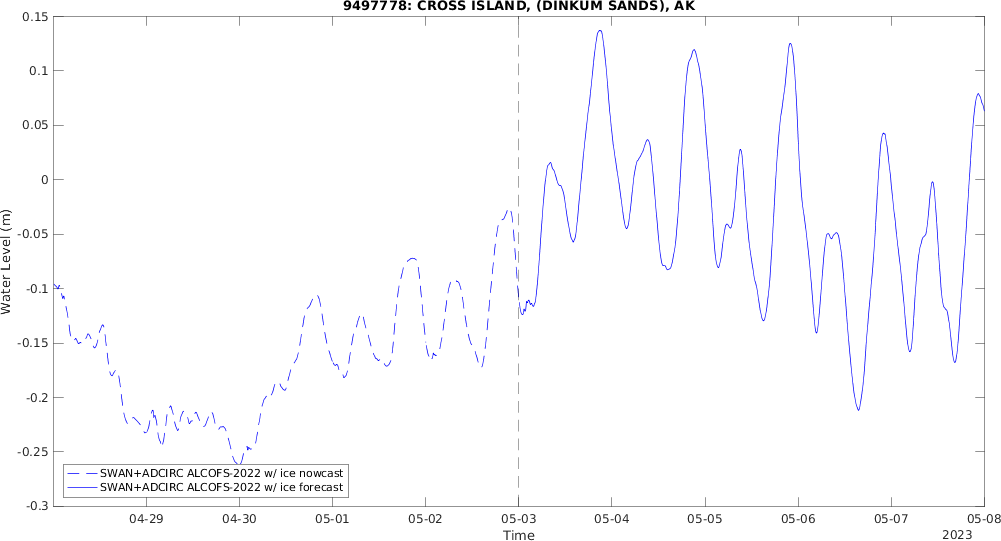 9497778: CROSS ISLAND, (DINKUM SANDS), AK
0.15
0.1
0.05
0
-0.05
-0.1
-0.15
-0.2
-0.25
-0.3
Water Level (m)
SWAN+ADCIRC ALCOFS-2022 w/ ice nowcast
SWAN+ADCIRC ALCOFS-2022 w/ ice forecast
04-29 04-30 05-01 05-02 05-03 05-04 05-05 05-06 05-07 05-08
Time
2023